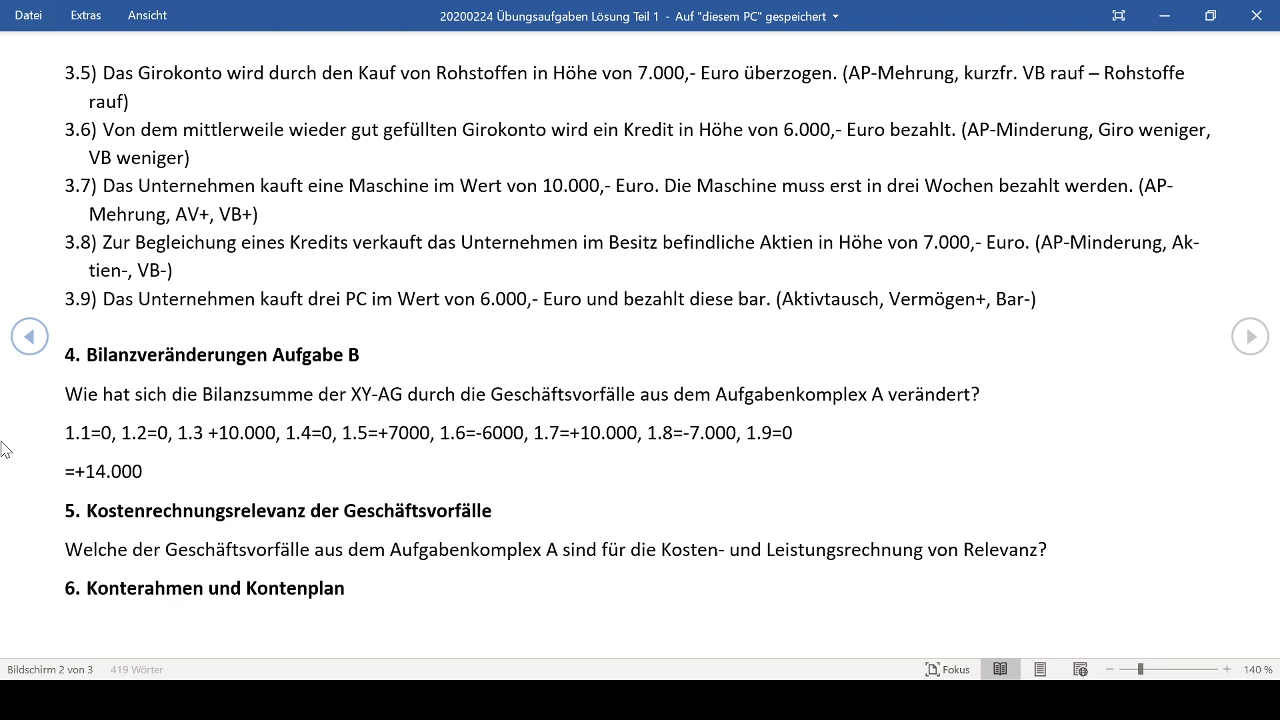 Datei Extras Ansicht 20200224 Übungsaufgaben Lösung Teil 1 - Auf "diesem PC" gespeichert
3.5) Das Girokonto wird durch den Kauf von Rohstoffen in Höhe von 7.000,- Euro überzogen. (AP-Mehrung, kurzfr. VB rauf – Rohstoffe
rauf)
3.6) Von dem mittlerweile wieder gut gefüllten Girokonto wird ein Kredit in Höhe von 6.000,- Euro bezahlt. (AP-Minderung, Giro weniger,
VB weniger)
3.7) Das Unternehmen kauft eine Maschine im Wert von 10.000,- Euro. Die Maschine muss erst in drei Wochen bezahlt werden. (AP-
Mehrung, AV+, VB+)
3.8) Zur Begleichung eines Kredits verkauft das Unternehmen im Besitz befindliche Aktien in Höhe von 7.000,- Euro. (AP-Minderung, Ak-
tien-, VB-)
3.9) Das Unternehmen kauft drei PC im Wert von 6.000,- Euro und bezahlt diese bar. (Aktivtausch, Vermögen+, Bar-)
4. Bilanzveränderungen Aufgabe B
Wie hat sich die Bilanzsumme der XY-AG durch die Geschäftsvorfälle aus dem Aufgabenkomplex A verändert?
1.1=0, 1.2=0, 1.3 +10.000, 1.4=0, 1.5=+7000, 1.6=-6000, 1.7=+10.000, 1.8=-7.000, 1.9=0
=+14.000
5. Kostenrechnungsrelevanz der Geschäftsvorfälle
Welche der Geschäftsvorfälle aus dem Aufgabenkomplex A sind für die Kosten- und Leistungsrechnung von Relevanz?
6. Konterahmen und Kontenplan
Bildschirm 2 von 3 419 Wörter Fokus 140 %